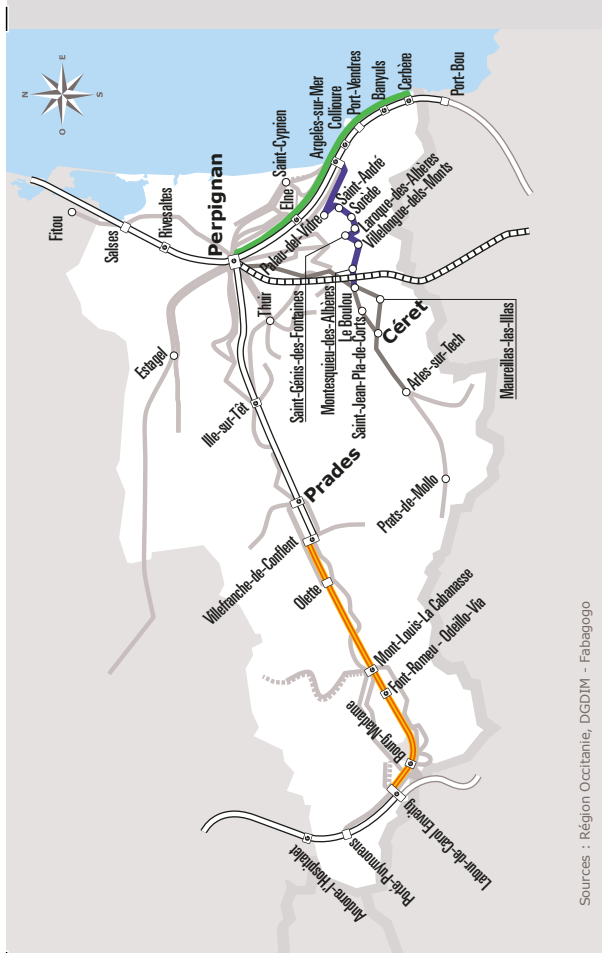 N
E
S
O
Fitou
Salses
Rivesaltes
Perpignan
Saint-Cyprien
Elne
Argelès-sur-Mer
Collioure
Port-Vendres
Banyuls
Cerbère
Port-Bou
Palau-del-Vidre
Saint-André
Sorède
Laroque-des-Albères
Villelongue-dels-Monts
Saint-Génis-des-Fontaines
Montesquieu-des-Albères
Le Boulou
Saint-Jean-Pla-de-Corts
Céret
Maureillas-las-Illas
Arles-sur-Tech
Prats-de-Mollo
Thuir
Estagel
Ille-sur-Têt
Prades
Villefranche-de-Conflent
Olette
Mont-Louis-La Cabanasse
Font-Romeu - Odeillo-Via
Bourg-Madame
Latour-de-Carol Enveitg
Porté-Puymorens
Andorre-l'Hospitalet
Sources : Région Occitanie, DGDIM - Fabagogo